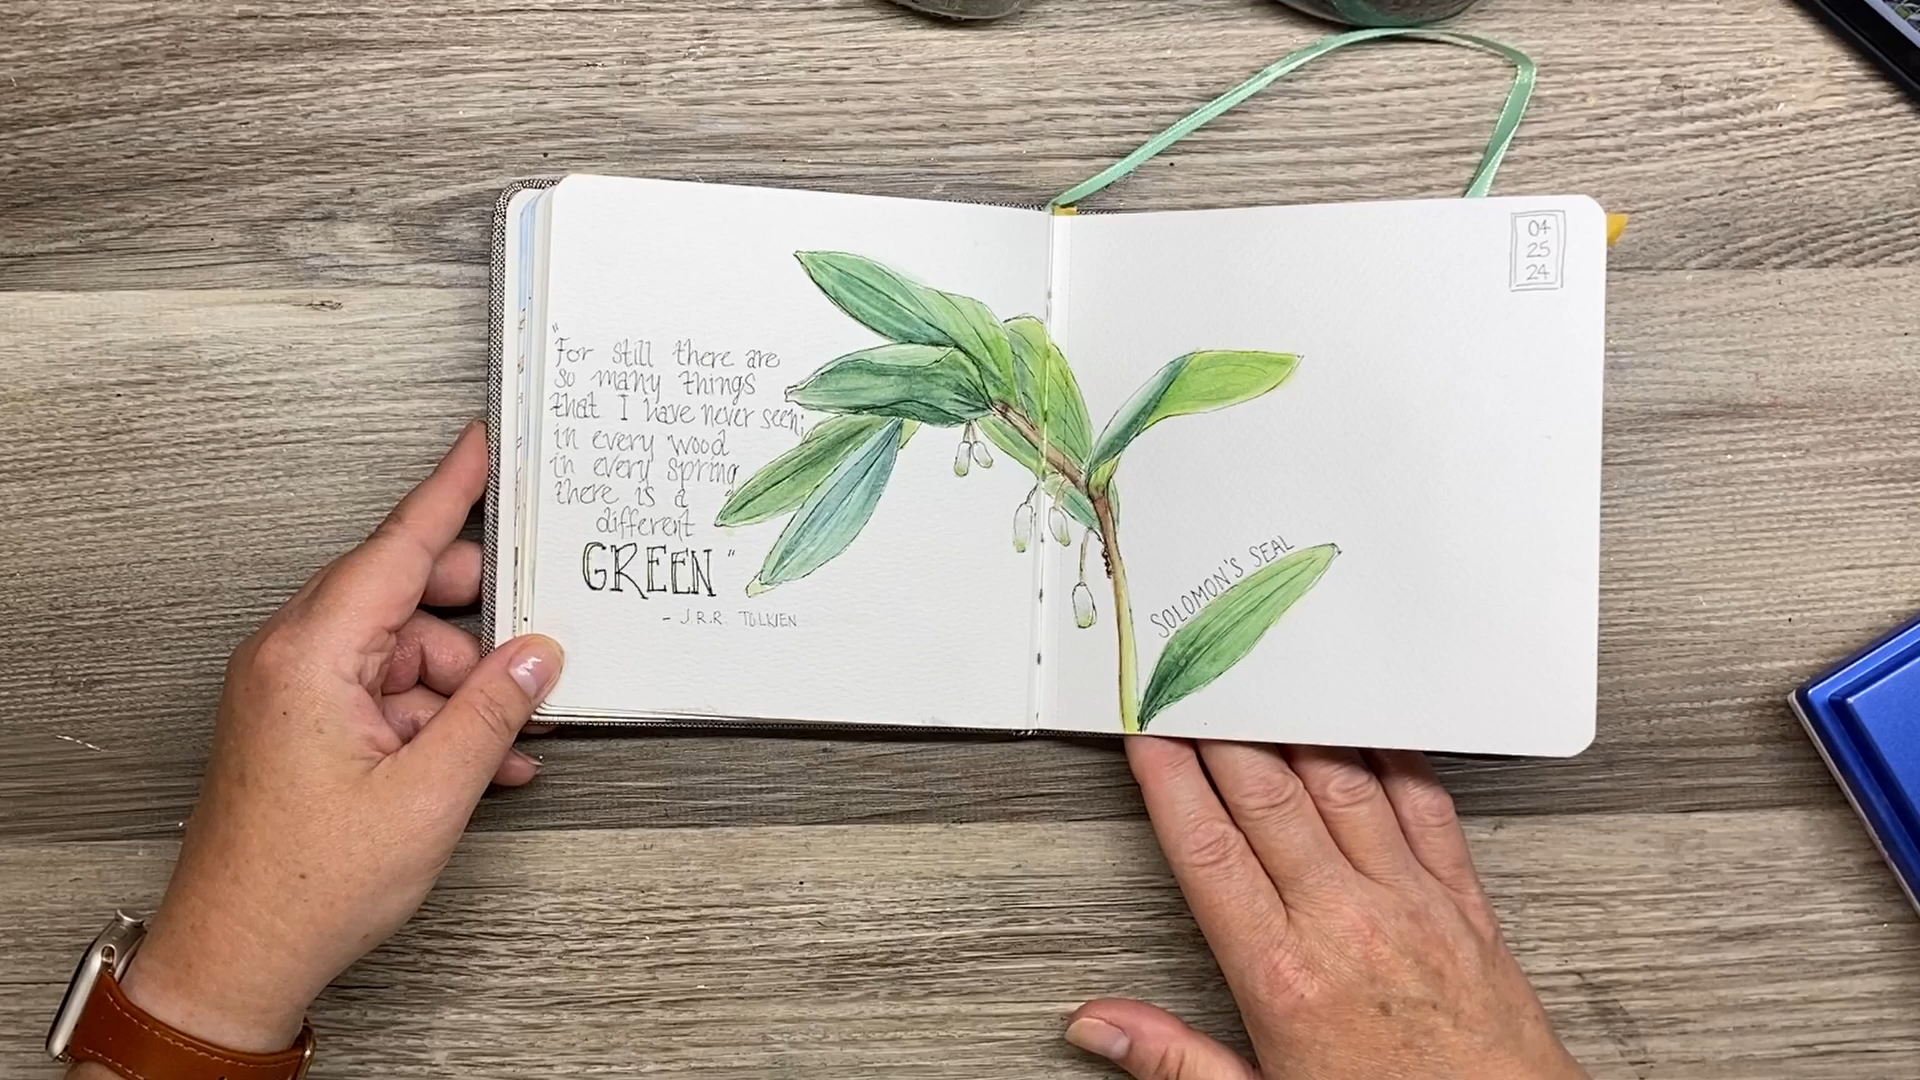 "For still there are
so many things
that I have never seen;
in every wood
in every spring
there is a
different
GREEN"
- J.R.R. TOLKIEN
SOLOMON'S SEAL
04
25
24